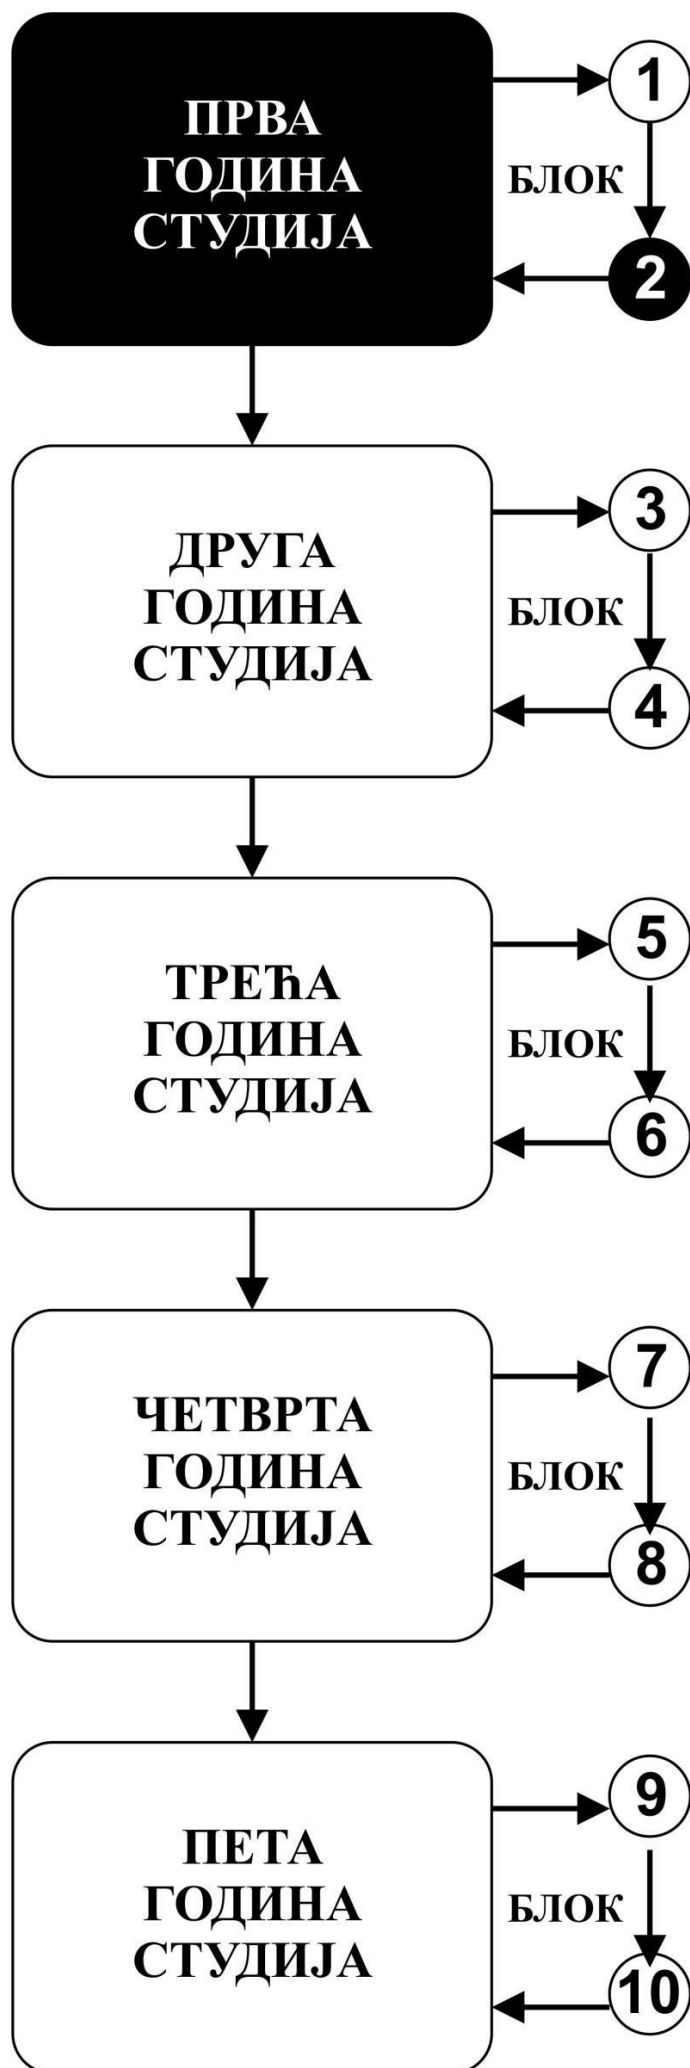 ПРВА
ГОДИНА
СТУДИЈА
1
БЛОК
2
ДРУГА
ГОДИНА
СТУДИЈА
3
БЛОК
4
ТРЕЋА
ГОДИНА
СТУДИЈА
5
БЛОК
6
ЧЕТВРТА
ГОДИНА
СТУДИЈА
7
БЛОК
8
ПЕТА
ГОДИНА
СТУДИЈА
9
БЛОК
10